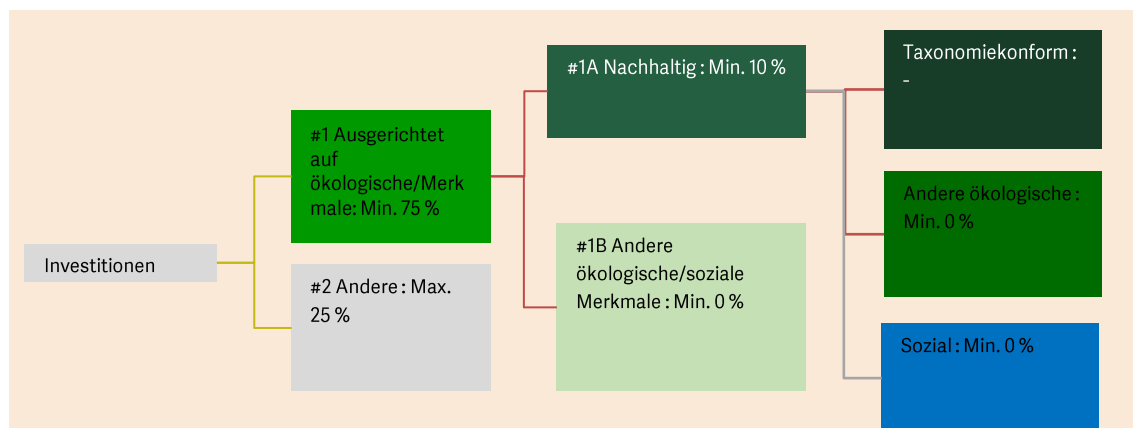 Investitionen
#1 Ausgerichtet
auf
ökologische/Merk
male: Min. 75 %
#2 Andere : Max.
25 %
#1A Nachhaltig : Min. 10 %
#1B Andere
ökologische/soziale
Merkmale : Min. 0 %
Taxonomiekonform :
-
Andere ökologische :
Min. 0 %
Sozial : Min. 0 %